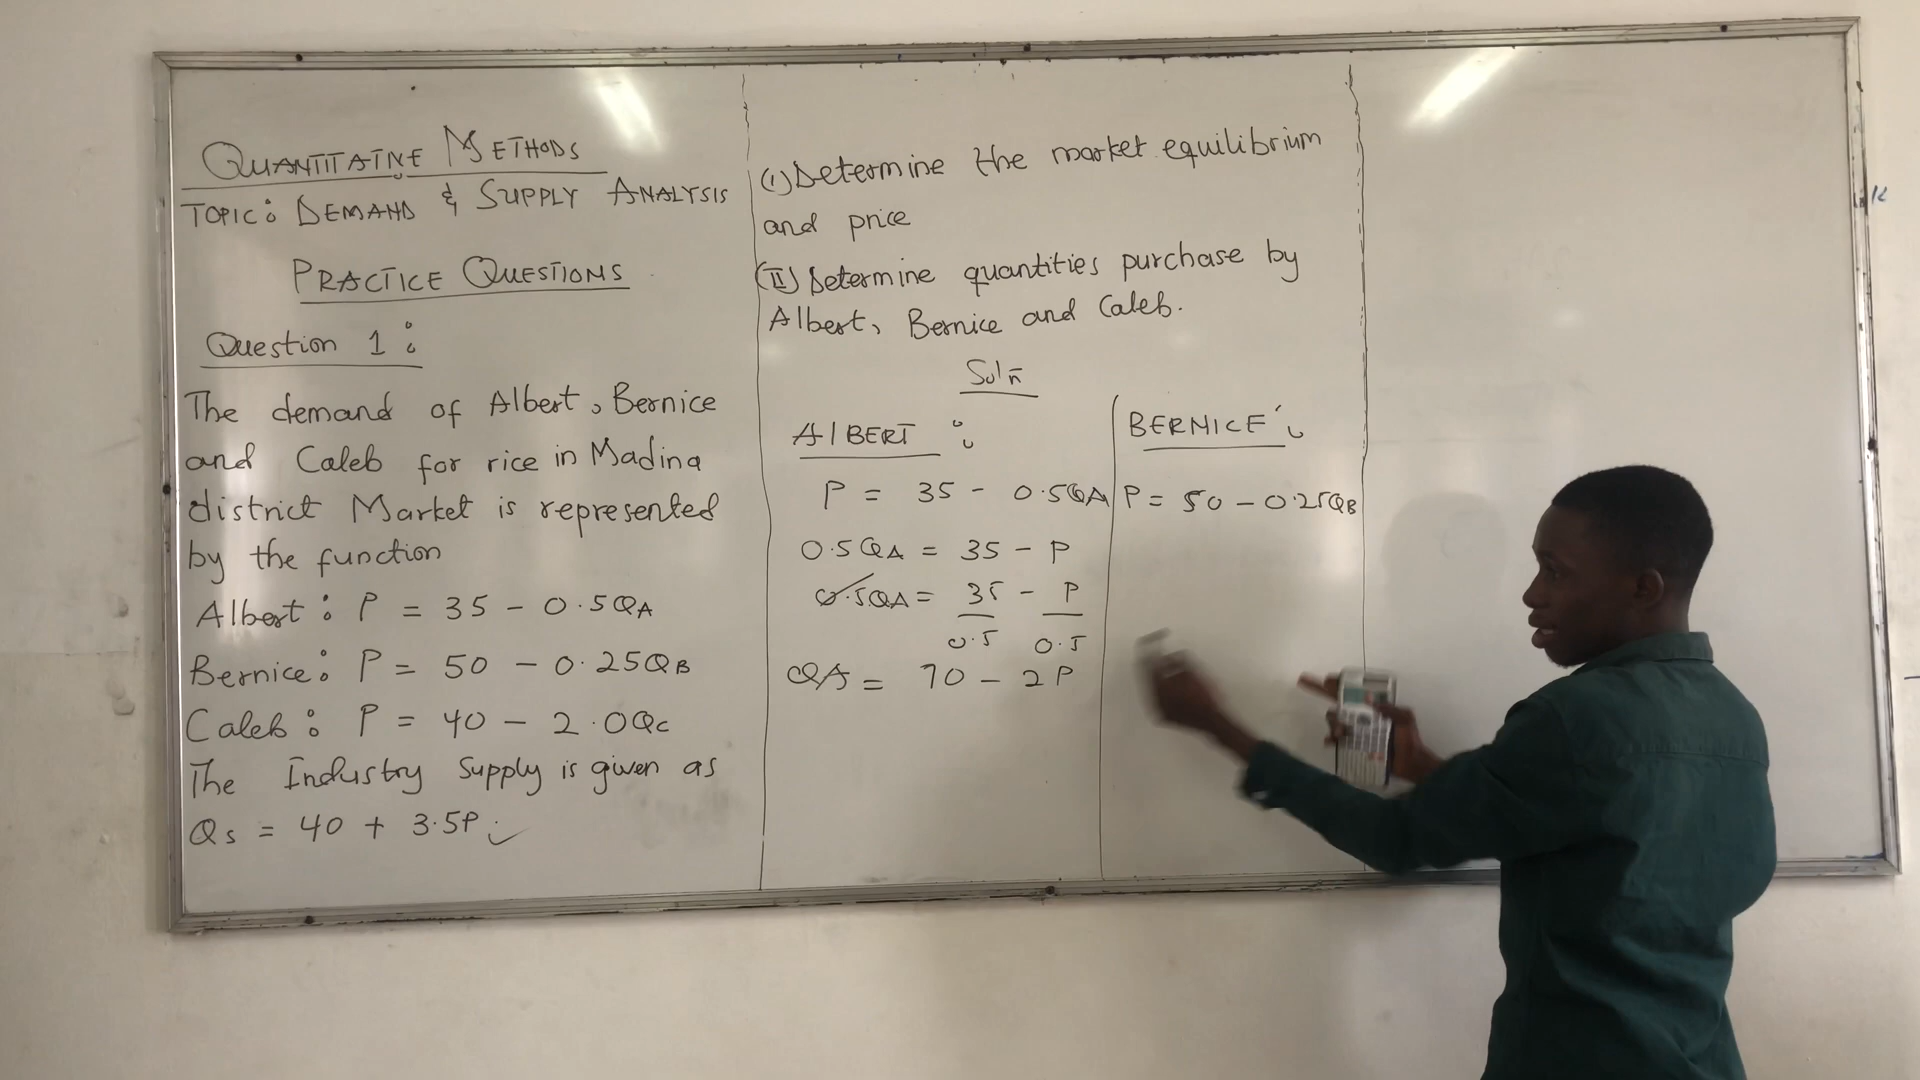 QUANTITATIVE METHODS
TOPIC: DEMAND & SUPPLY ANALYSIS
PRACTICE QUESTIONS
Question 1:
The demand of Albert, Bernice
and Caleb for rice in Madina
district Market is represented
by the function
Albert: P = 35 - 0.5QA
Bernice: P = 50 - 0.25QB
Caleb: P = 40 - 2.0QC
The Industry Supply is given as
Qs = 40 + 3.5P
(I) Determine the market equilibrium
and price
(II) Determine quantities purchase by
Albert, Bernice and Caleb.
Soln
AlBERT:
P = 35 - 0.5QA
0.5QA = 35 - P
0.5QA = 35 - P
0.5 0.5
QA = 70 - 2P
BERNICE:
P = 50 - 0.25QB